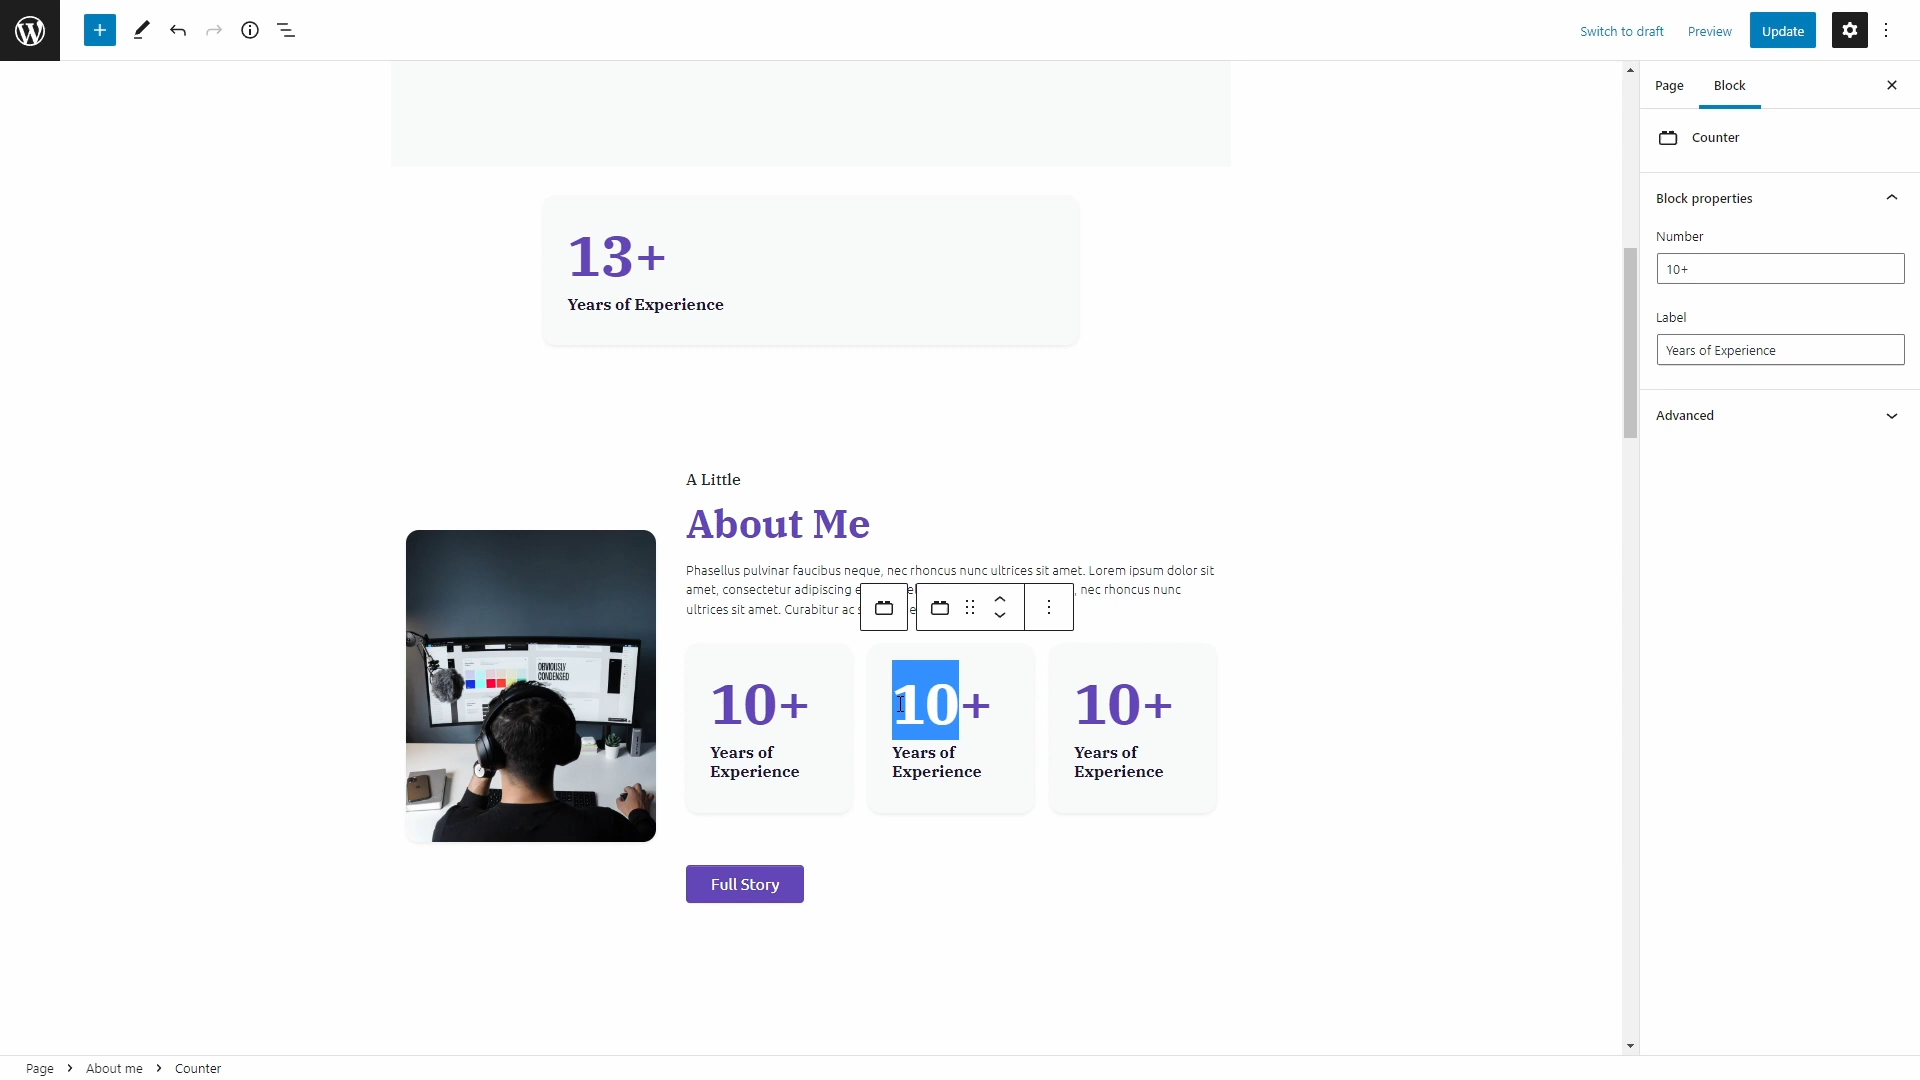 Switch to draft
Preview
Update
Page
Block
Counter
Block properties
Number
10+
Label
Years of Experience
Advanced
13+
Years of Experience
A Little
About Me
Phasellus pulvinar faucibus neque, nec rhoncus nunc ultrices sit amet. Lorem ipsum dolor sit
amet, consectetur adipiscing nec rhoncus nunc
ultrices sit amet. Curabitur ac
OBVIOUSLY
CONDENSED
10+
Years of
Experience
10+
Years of
Experience
10+
Years of
Experience
Full Story
Page > About me > Counter